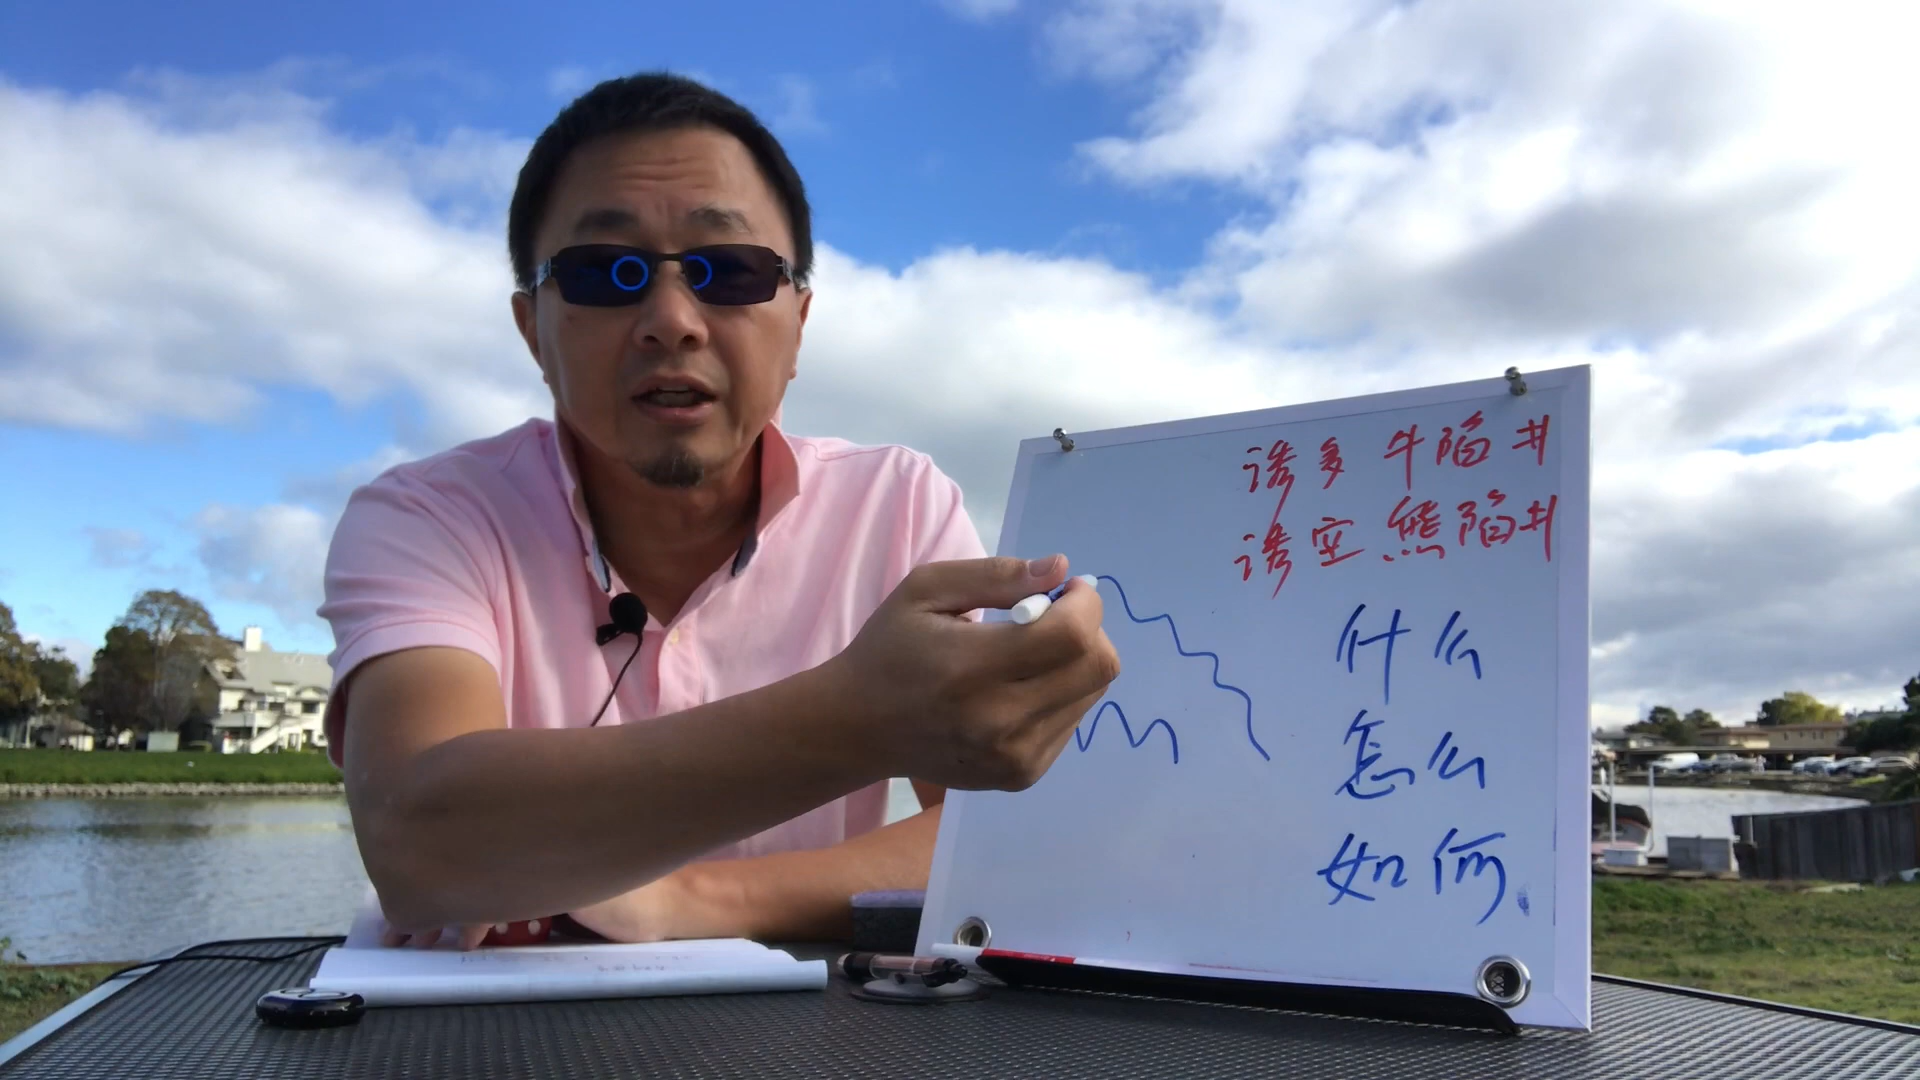 诱多 牛陷井
诱空 熊陷井
什么
怎么
如何